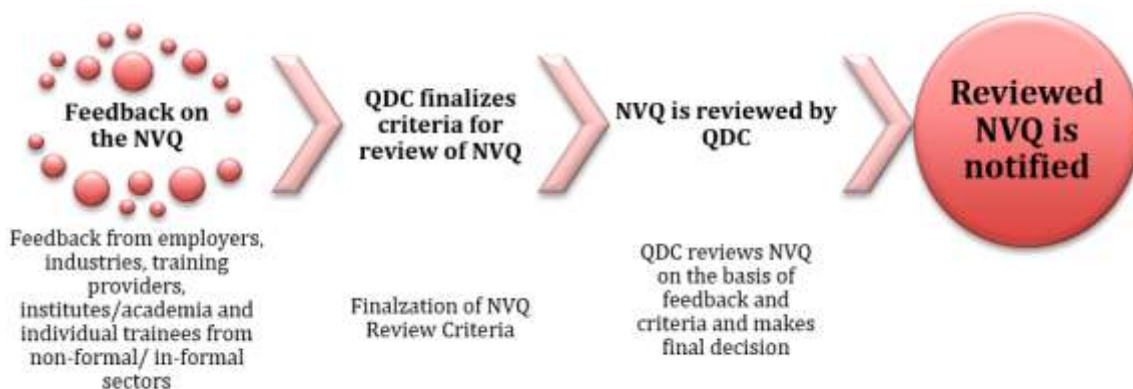 Feedback on
the NVQ
Feedback from employers,
industries, training
providers,
institutes/academia and
individual trainees from
non-formal/ in-formal
sectors
QDC finalizes
criteria for
review of NVQ
Finalzation of NVQ
Review Criteria
NVQ is reviewed by
QDC
QDC reviews NVQ
on the basis of
feedback and
criteria and makes
final decision
Reviewed
NVQ is
notified